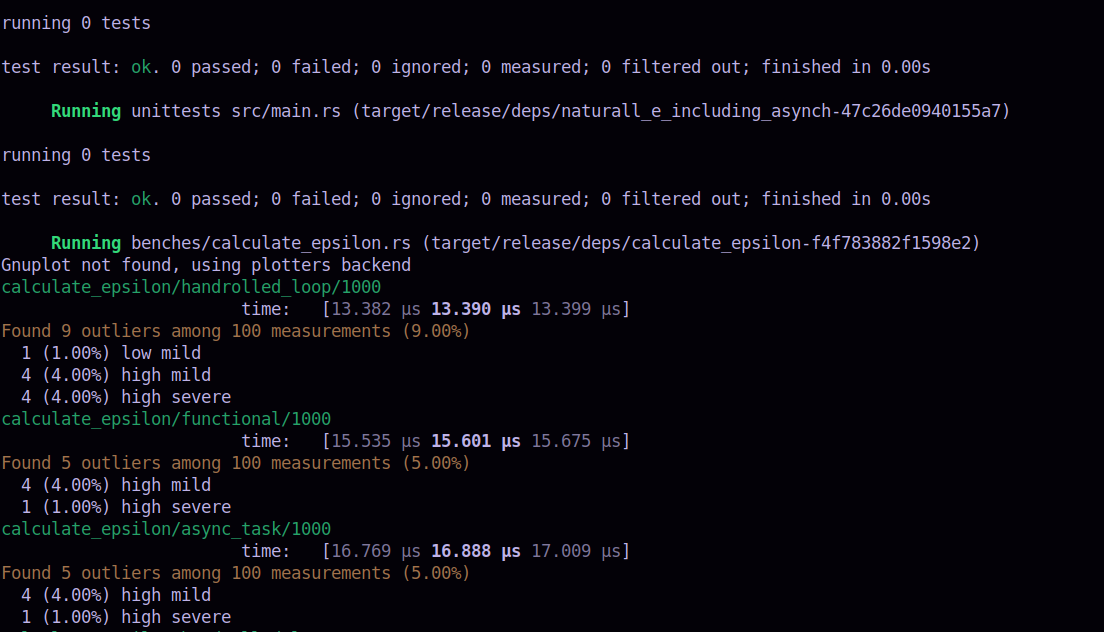 running 0 tests
test result: ok. 0 passed; 0 failed; 0 ignored; 0 measured; 0 filtered out; finished in 0.00s
Running unittests src/main.rs (target/release/deps/naturall_e_including_asynch-47c26de0940155a7)
running 0 tests
test result: ok. 0 passed; 0 failed; 0 ignored; 0 measured; 0 filtered out; finished in 0.00s
Running benches/calculate_epsilon.rs (target/release/deps/calculate_epsilon-f4f783882f1598e2)
Gnuplot not found, using plotters backend
calculate_epsilon/handrolled_loop/1000
time: [13.382 µs 13.390 µs 13.399 µs]
Found 9 outliers among 100 measurements (9.00%)
1 (1.00%) low mild
4 (4.00%) high mild
4 (4.00%) high severe
calculate_epsilon/functional/1000
time: [15.535 µs 15.601 µs 15.675 µs]
Found 5 outliers among 100 measurements (5.00%)
4 (4.00%) high mild
1 (1.00%) high severe
calculate_epsilon/async_task/1000
time: [16.769 µs 16.888 µs 17.009 µs]
Found 5 outliers among 100 measurements (5.00%)
4 (4.00%) high mild
1 (1.00%) high severe